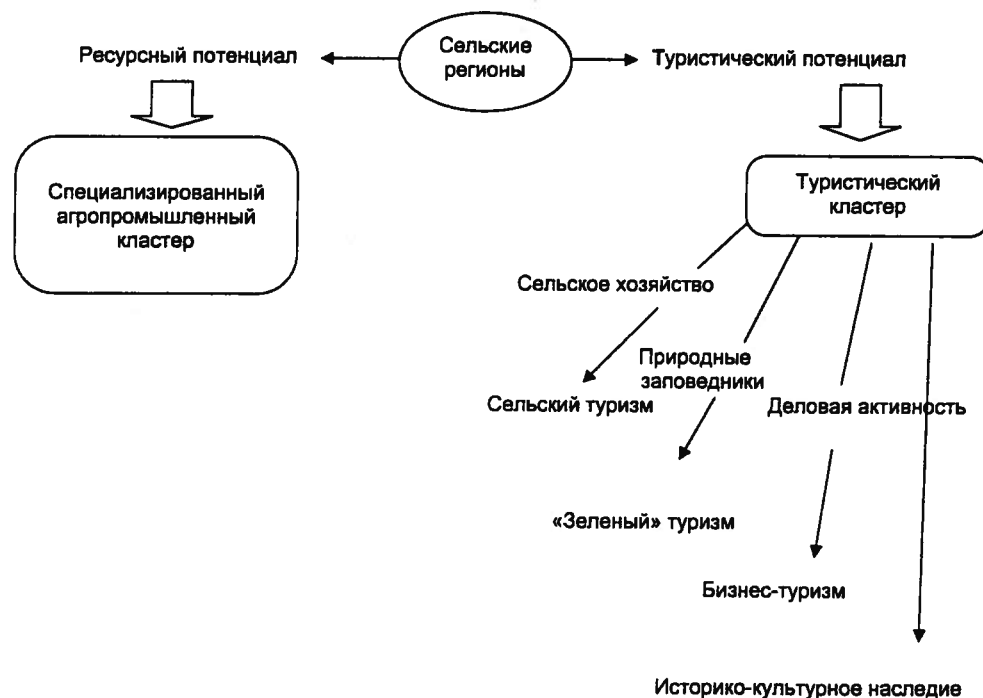 Сельские
регионы
Ресурсный потенциал
Туристический потенциал
Специализированный
агропромышленный
кластер
Туристический
кластер
Сельское хозяйство
Природные
заповедники
Сельский туризм
Деловая активность
«Зеленый» туризм
Бизнес-туризм
Историко-культурное наследие